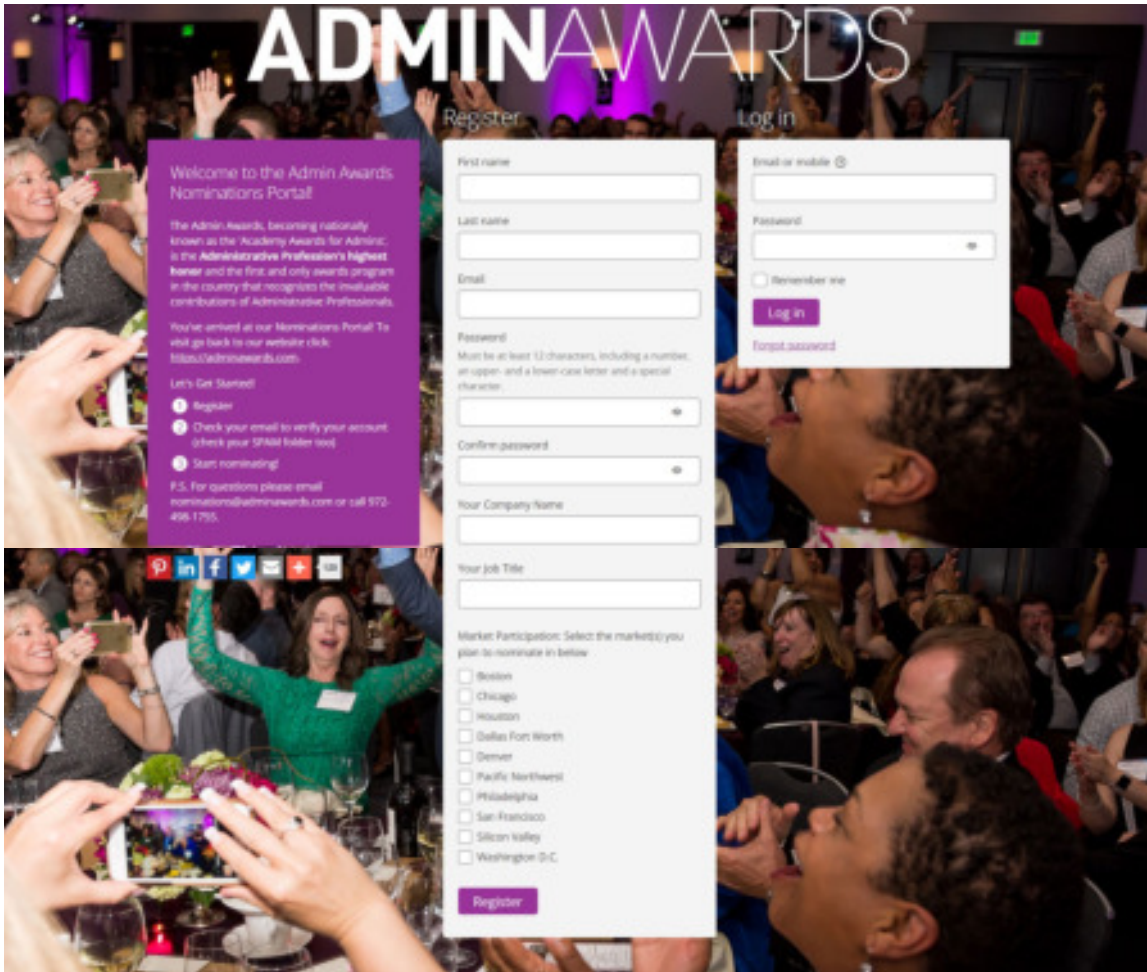 ADMINAWARDS®
Register
Log in
Welcome to the Admin Awards
Nominations Portal!
The Admin Awards, becoming nationally
known as the 'Academy Awards for Admins',
is the Administrative Profession's highest
honor and the first and only awards program
in the country that recognizes the invaluable
contributions of Administrative Professionals.
You've arrived at our Nominations Portal! To
visit go back to our website click:
https://adminawards.com.
Let's Get Started!
1 Register
2 Check your email to verify your account
(check your SPAM folder too)
3 Start nominating!
P.S. For questions please email
nominations@adminawards.com or call 972-
498-1755.
First name
Last name
Email
Password
Must be at least 12 characters, including a number,
an upper- and a lower-case letter and a special
character.
Confirm password
Your Company Name
Your Job Title
Market Participation: Select the market(s) you
plan to nominate in below
Boston
Chicago
Houston
Dallas Fort Worth
Denver
Pacific Northwest
Philadelphia
San Francisco
Silicon Valley
Washington D.C.
Register
Email or mobile
Password
Remember me
Log in
Forgot password